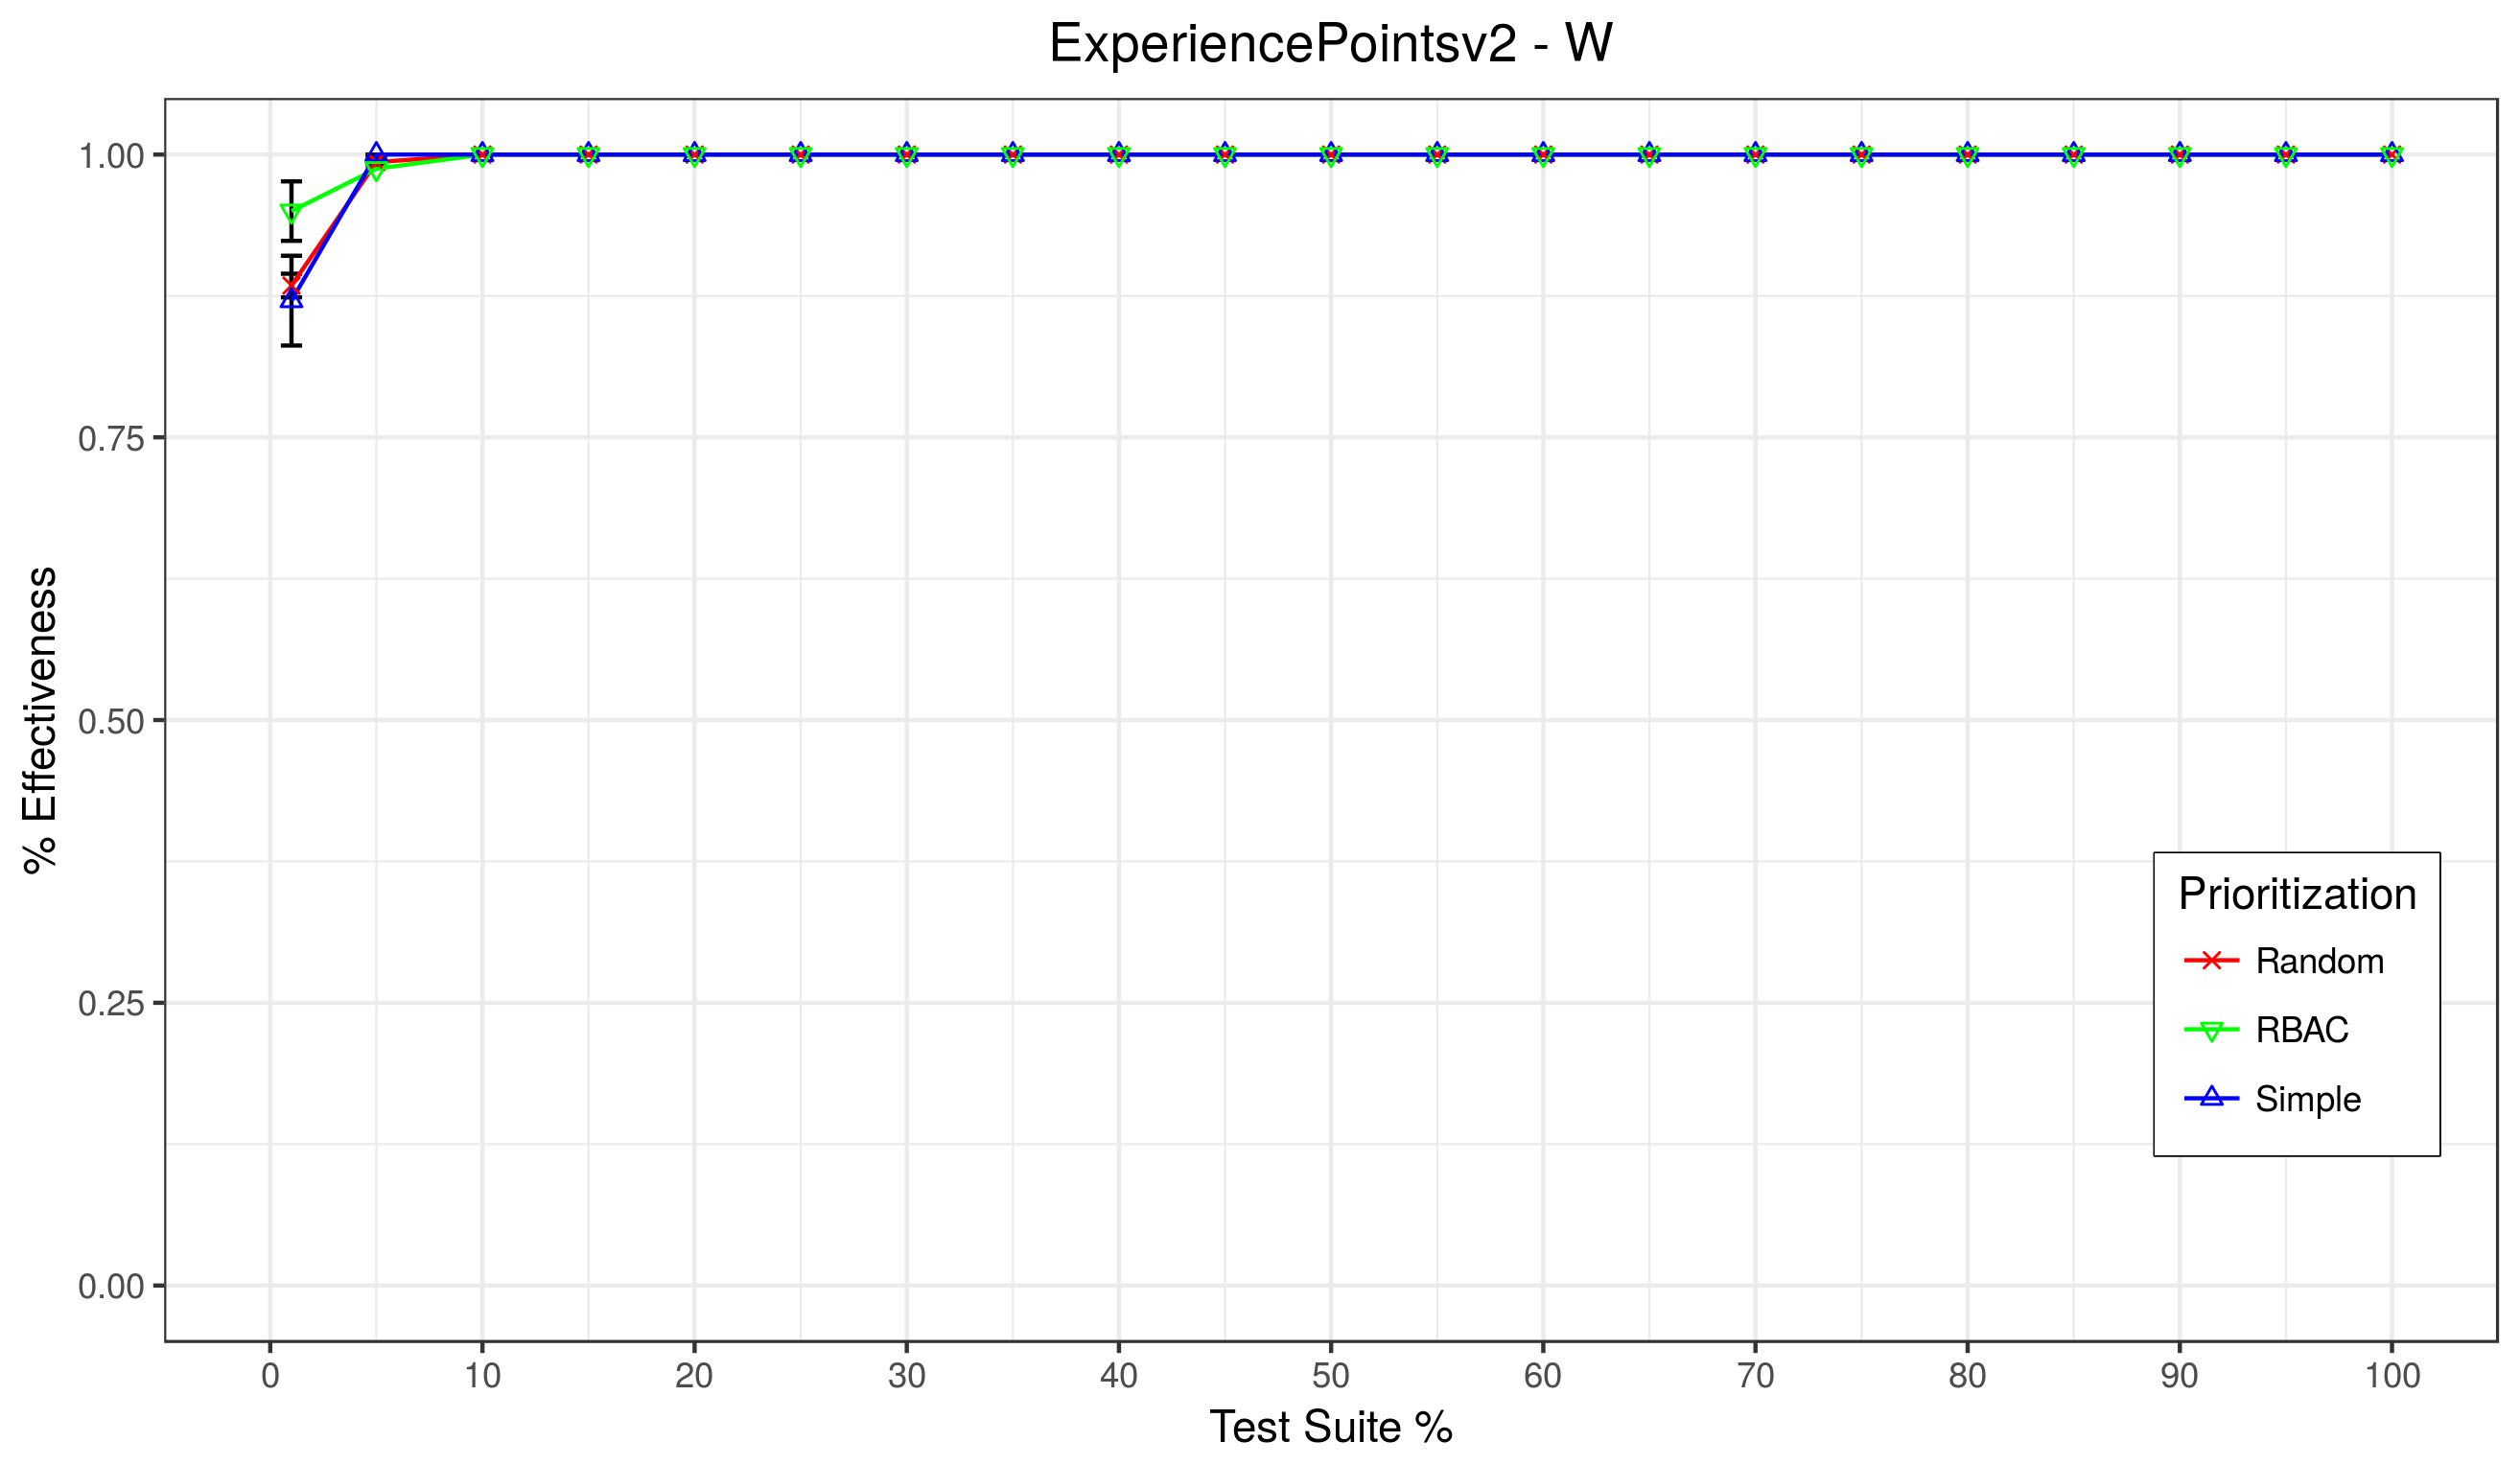 ExperiencePointsv2 - W
% Effectiveness
1.00
0.75
0.50
0.25
0.00
Prioritization
Random
RBAC
Simple
0 10 20 30 40 50 60 70 80 90 100
Test Suite %